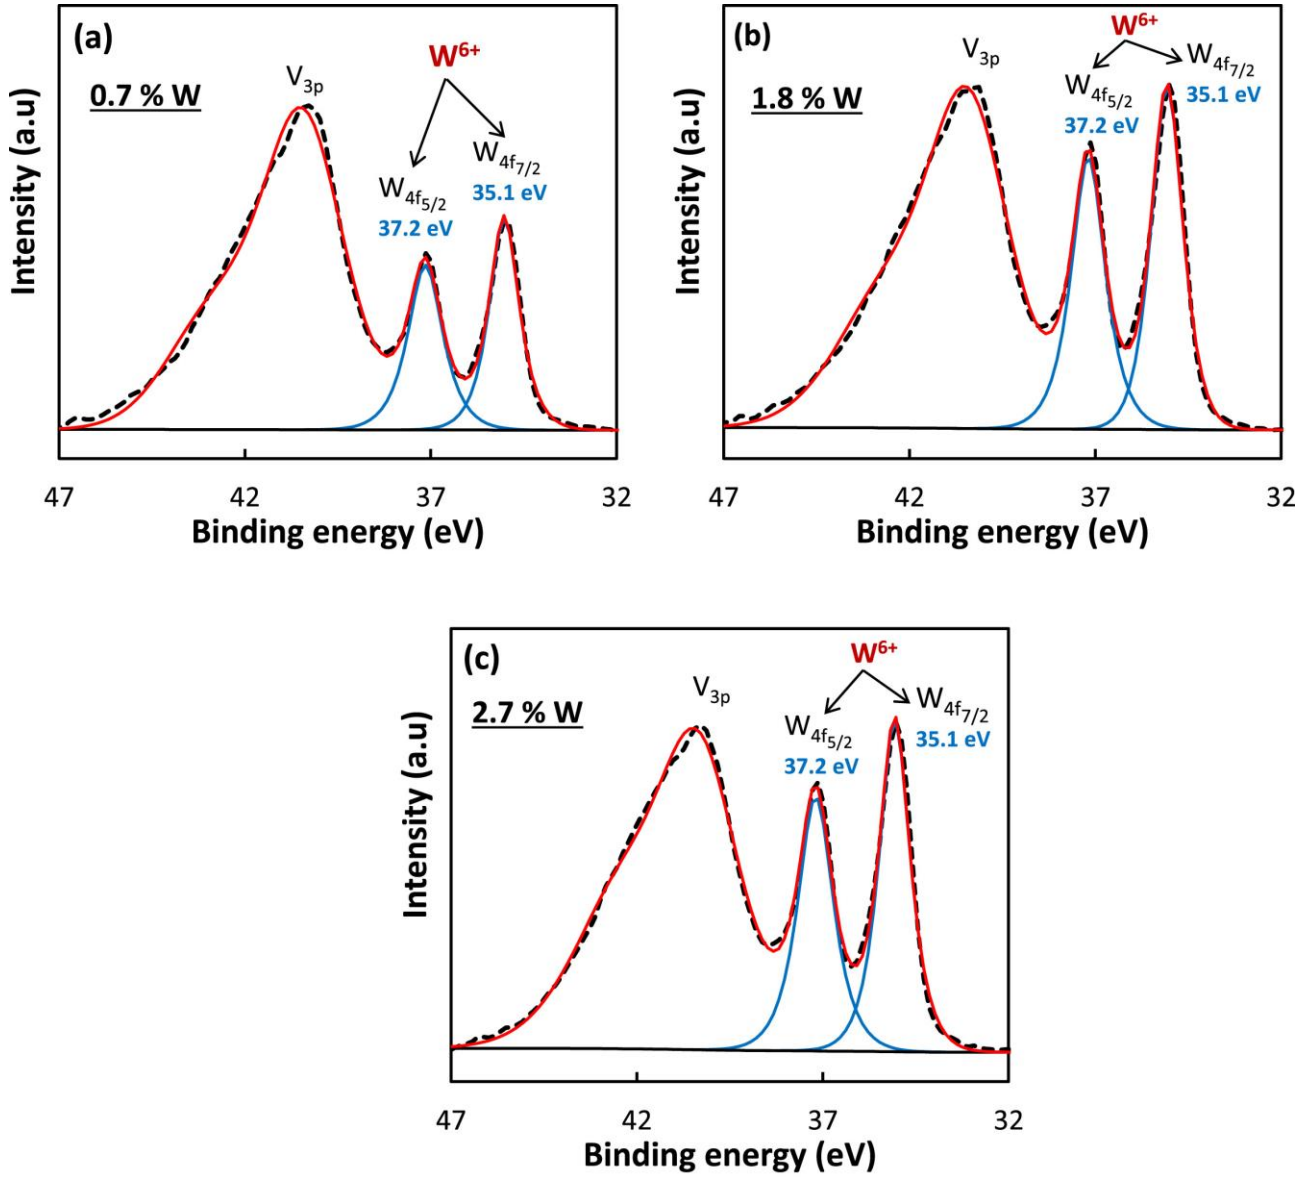 (a)
W6+
0.7 % W
V3p
W4f7/2
35.1 eV
W4f5/2
37.2 eV
Intensity (a.u)
47 42 37 32
Binding energy (eV)
(b)
W6+
1.8 % W
V3p
W4f7/2
35.1 eV
W4f5/2
37.2 eV
Intensity (a.u)
47 42 37 32
Binding energy (eV)
(c)
W6+
2.7 % W
V3p
W4f7/2
35.1 eV
W4f5/2
37.2 eV
Intensity (a.u)
47 42 37 32
Binding energy (eV)